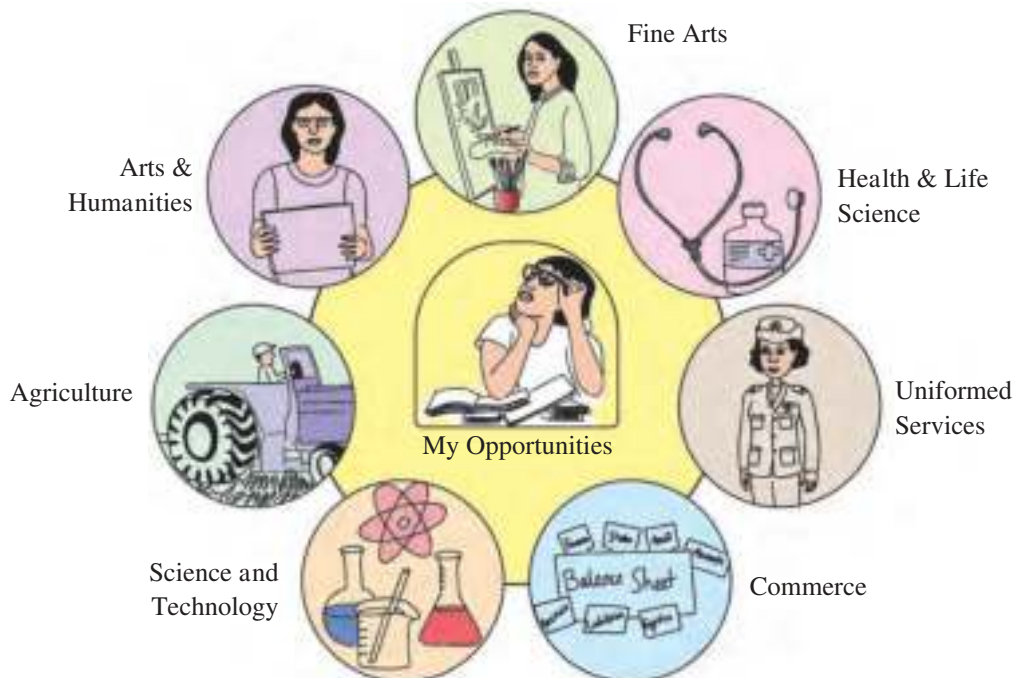 Fine Arts
Arts &
Humanities
Health & Life
Science
Agriculture
Uniformed
Services
My Opportunities
Science and
Technology
Balance Sheet
Commerce